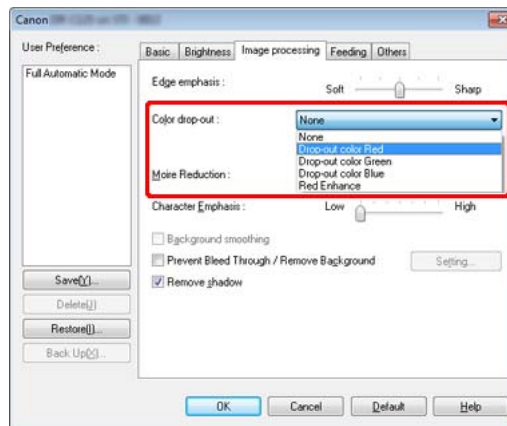 Canon
User Preference :
Full Automatic Mode
Save(Y)...
Delete(J)
Restore(I)...
Back Up(X)...
Basic Brightness Image processing Feeding Others
Edge emphasis : Soft Sharp
Color drop-out : None
None
Drop-out color Red
Drop-out color Green
Drop-out color Blue
Red Enhance
Moire Reduction :
Character Emphasis : Low High
Background smoothing
Prevent Bleed Through / Remove Background Setting...
Remove shadow
OK Cancel Default Help